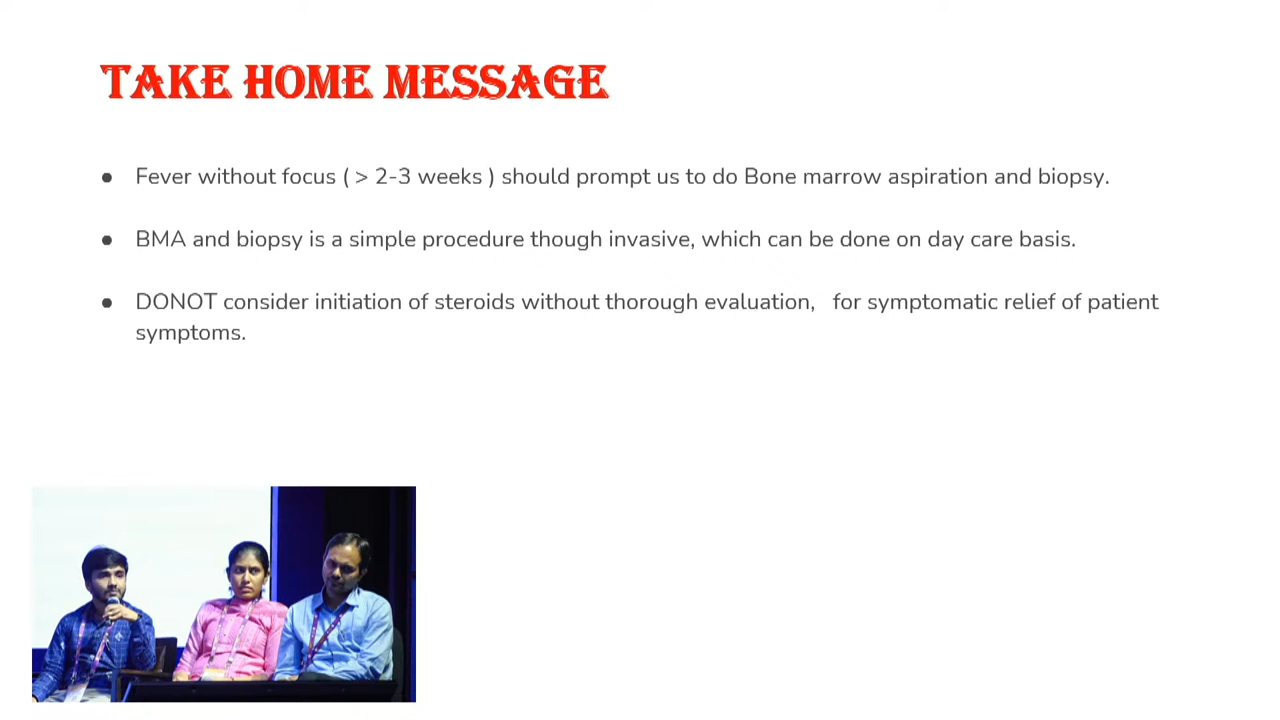 TAKE HOME MESSAGE
● Fever without focus ( > 2-3 weeks ) should prompt us to do Bone marrow aspiration and biopsy.
● BMA and biopsy is a simple procedure though invasive, which can be done on day care basis.
● DONOT consider initiation of steroids without thorough evaluation,   for symptomatic relief of patient
symptoms.